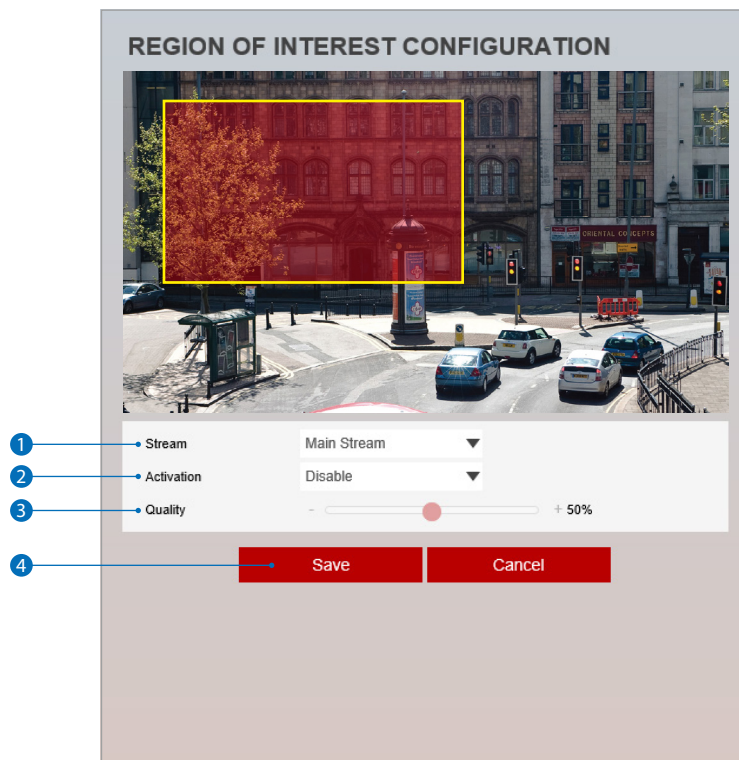 REGION OF INTEREST CONFIGURATION
ORIENTAL CONCEPTS
1 Stream Main Stream
2 Activation Disable
3 Quality - + 50%
4 Save Cancel